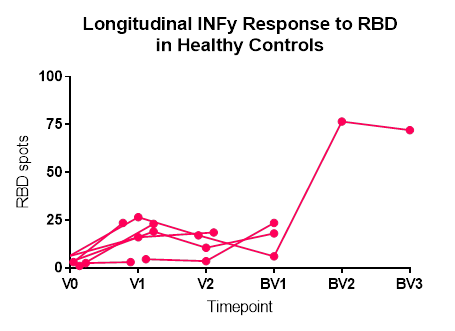 Longitudinal INFy Response to RBD
in Healthy Controls
100
75
50
25
0
RBD spots
V0 V1 V2 BV1 BV2 BV3
Timepoint